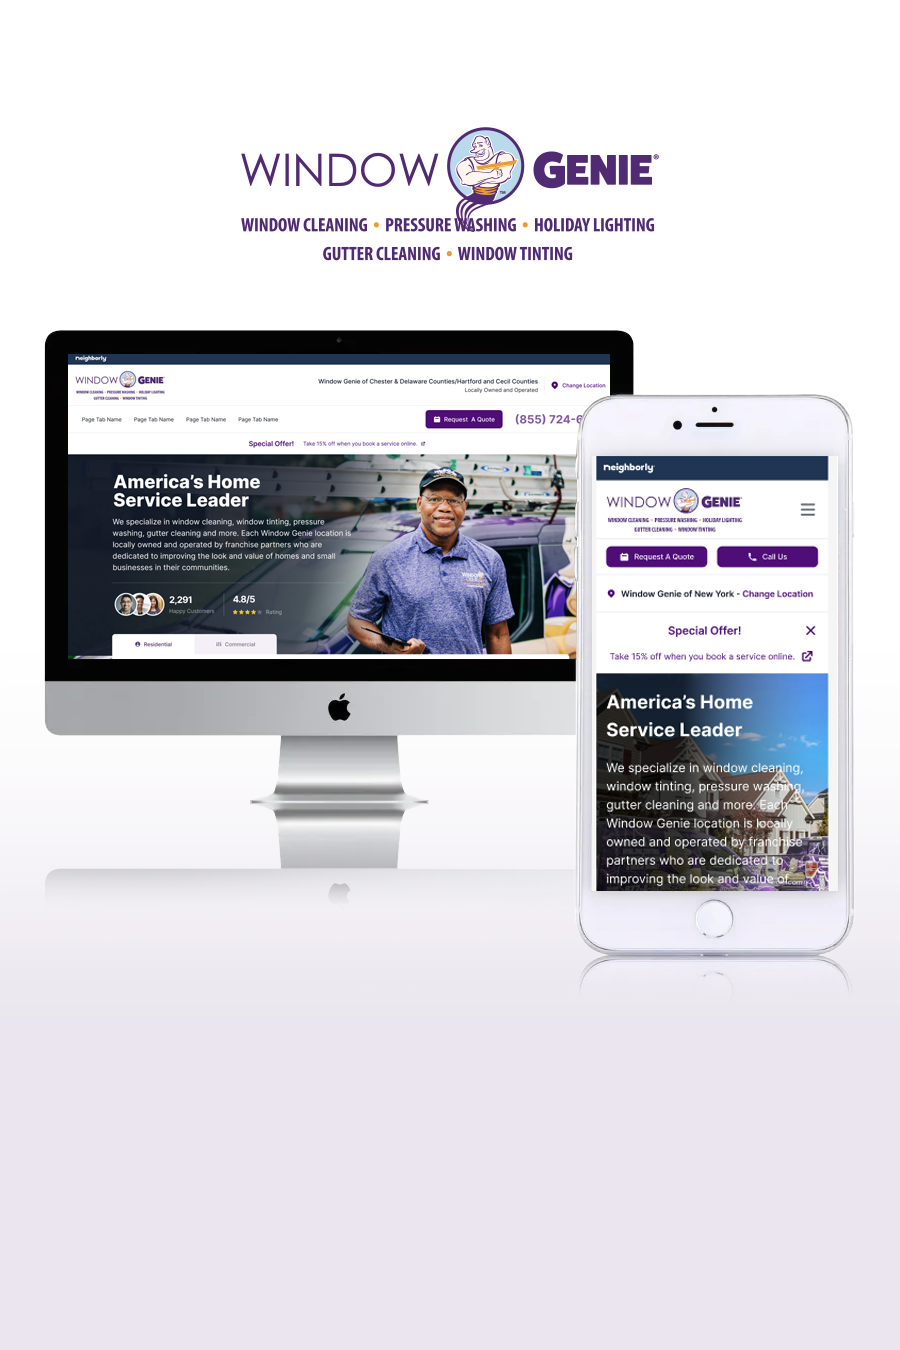 WINDOW GENIE®
™
WINDOW CLEANING • PRESSURE WASHING • HOLIDAY LIGHTING
GUTTER CLEANING • WINDOW TINTING
neighborly
WINDOW GENIE
WINDOW CLEANING • PRESSURE WASHING • HOLIDAY LIGHTING
GUTTER CLEANING • WINDOW TINTING
Window Genie of Chester & Delaware Counties/Hartford and Cecil Counties
Locally Owned and Operated
Change Location
Page Tab Name Page Tab Name Page Tab Name Page Tab Name
Request A Quote
(855) 724-6
Special Offer! Take 15% off when you book a service online.
America's Home
Service Leader
We specialize in window cleaning, window tinting, pressure
washing, gutter cleaning and more. Each Window Genie location is
locally owned and operated by franchise partners who are
dedicated to improving the look and value of homes and small
businesses in their communities.
2,291
Happy Customers
4.8/5
Rating
Residential
Commercial
neighborly
WINDOW GENIE
WINDOW CLEANING • PRESSURE WASHING • HOLIDAY LIGHTING
GUTTER CLEANING • WINDOW TINTING
Request A Quote
Call Us
Window Genie of New York - Change Location
Special Offer!
Take 15% off when you book a service online.
America's Home
Service Leader
We specialize in window cleaning,
window tinting, pressure washing,
gutter cleaning and more. Each
Window Genie location is locally
owned and operated by franchise
partners who are dedicated to
improving the look and value of